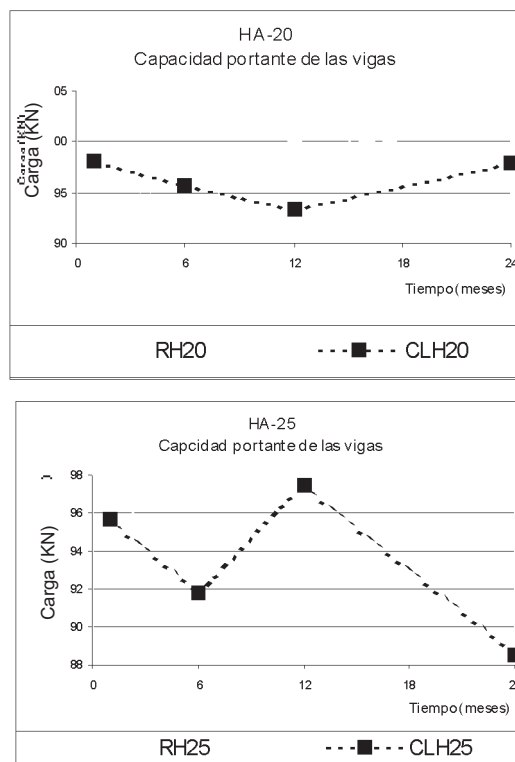 HA-20
Capacidad portante de las vigas
05
00
95
90
Carga (KN)
0 6 12 18 24
Tiempo (meses)
RH20 CLH20
HA-25
Capcidad portante de las vigas
98
96
94
92
90
88
Carga (KN)
0 6 12 18 2
Tiempo (meses)
RH25 CLH25